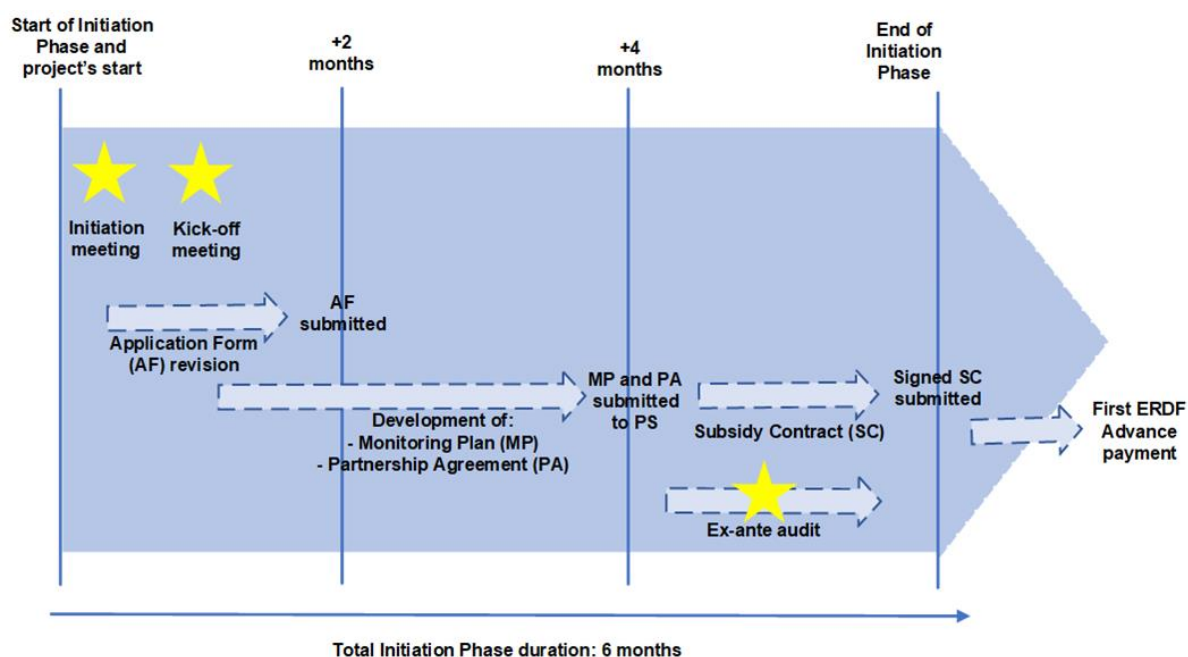 Start of Initiation
Phase and
project's start
+2
months
+4
months
End of
Initiation
Phase
Initiation
meeting
Kick-off
meeting
Application Form
(AF) revision
AF
submitted
Development of:
- Monitoring Plan (MP)
- Partnership Agreement (PA)
MP and PA
submitted
to PS
Subsidy Contract (SC)
Signed SC
submitted
First ERDF
Advance
payment
Ex-ante audit
Total Initiation Phase duration: 6 months